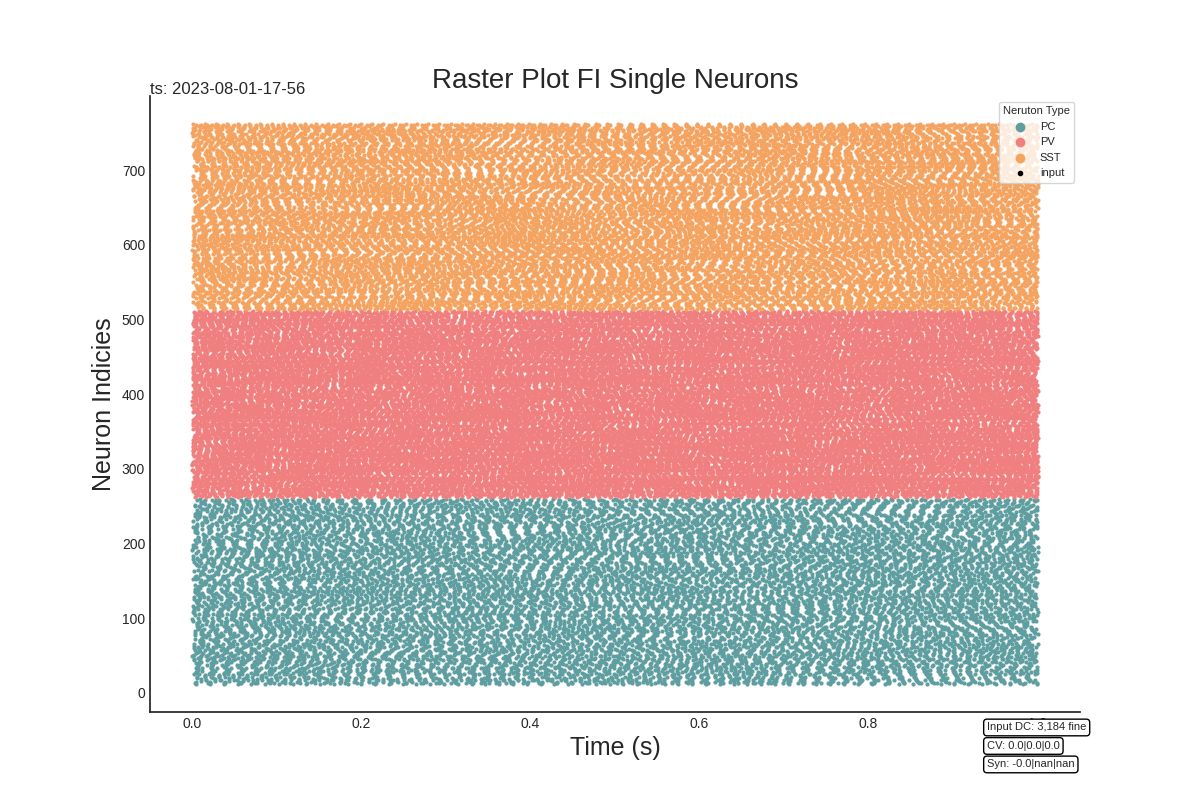 Raster Plot FI Single Neurons
ts: 2023-08-01-17-56
Neruton Type
PC
PV
SST
input
Neuron Indicies
700
600
500
400
300
200
100
0
0.0 0.2 0.4 0.6 0.8
Time (s)
Input DC: 3,184 fine
CV: 0.0|0.0|0.0
Syn: -0.0|nan|nan